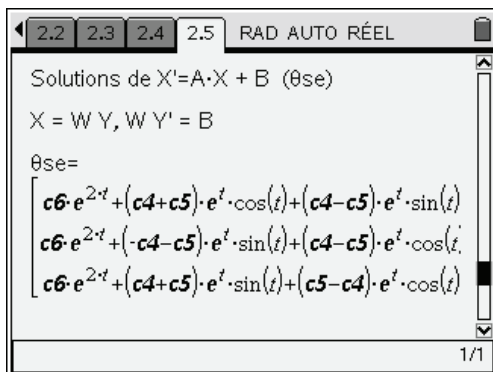 2.2 2.3 2.4 2.5 RAD AUTO RÉEL
Solutions de X'=A·X + B (θse)
X = W Y, W Y' = B
θse=
c6·e^2·t+(c4+c5)·e^t·cos(t)+(c4−c5)·e^t·sin(t)
c6·e^2·t+(-c4−c5)·e^t·sin(t)+(c4−c5)·e^t·cos(t
c6·e^2·t+(c4+c5)·e^t·sin(t)+(c5−c4)·e^t·cos(t)
1/1